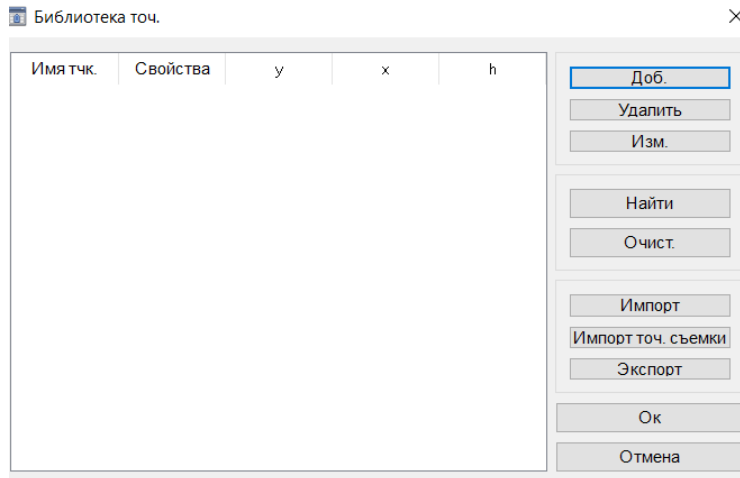 Библиотека точ.
Имя тчк. Свойства y x h
Доб.
Удалить
Изм.
Найти
Очист.
Импорт
Импорт точ. съемки
Экспорт
Ок
Отмена